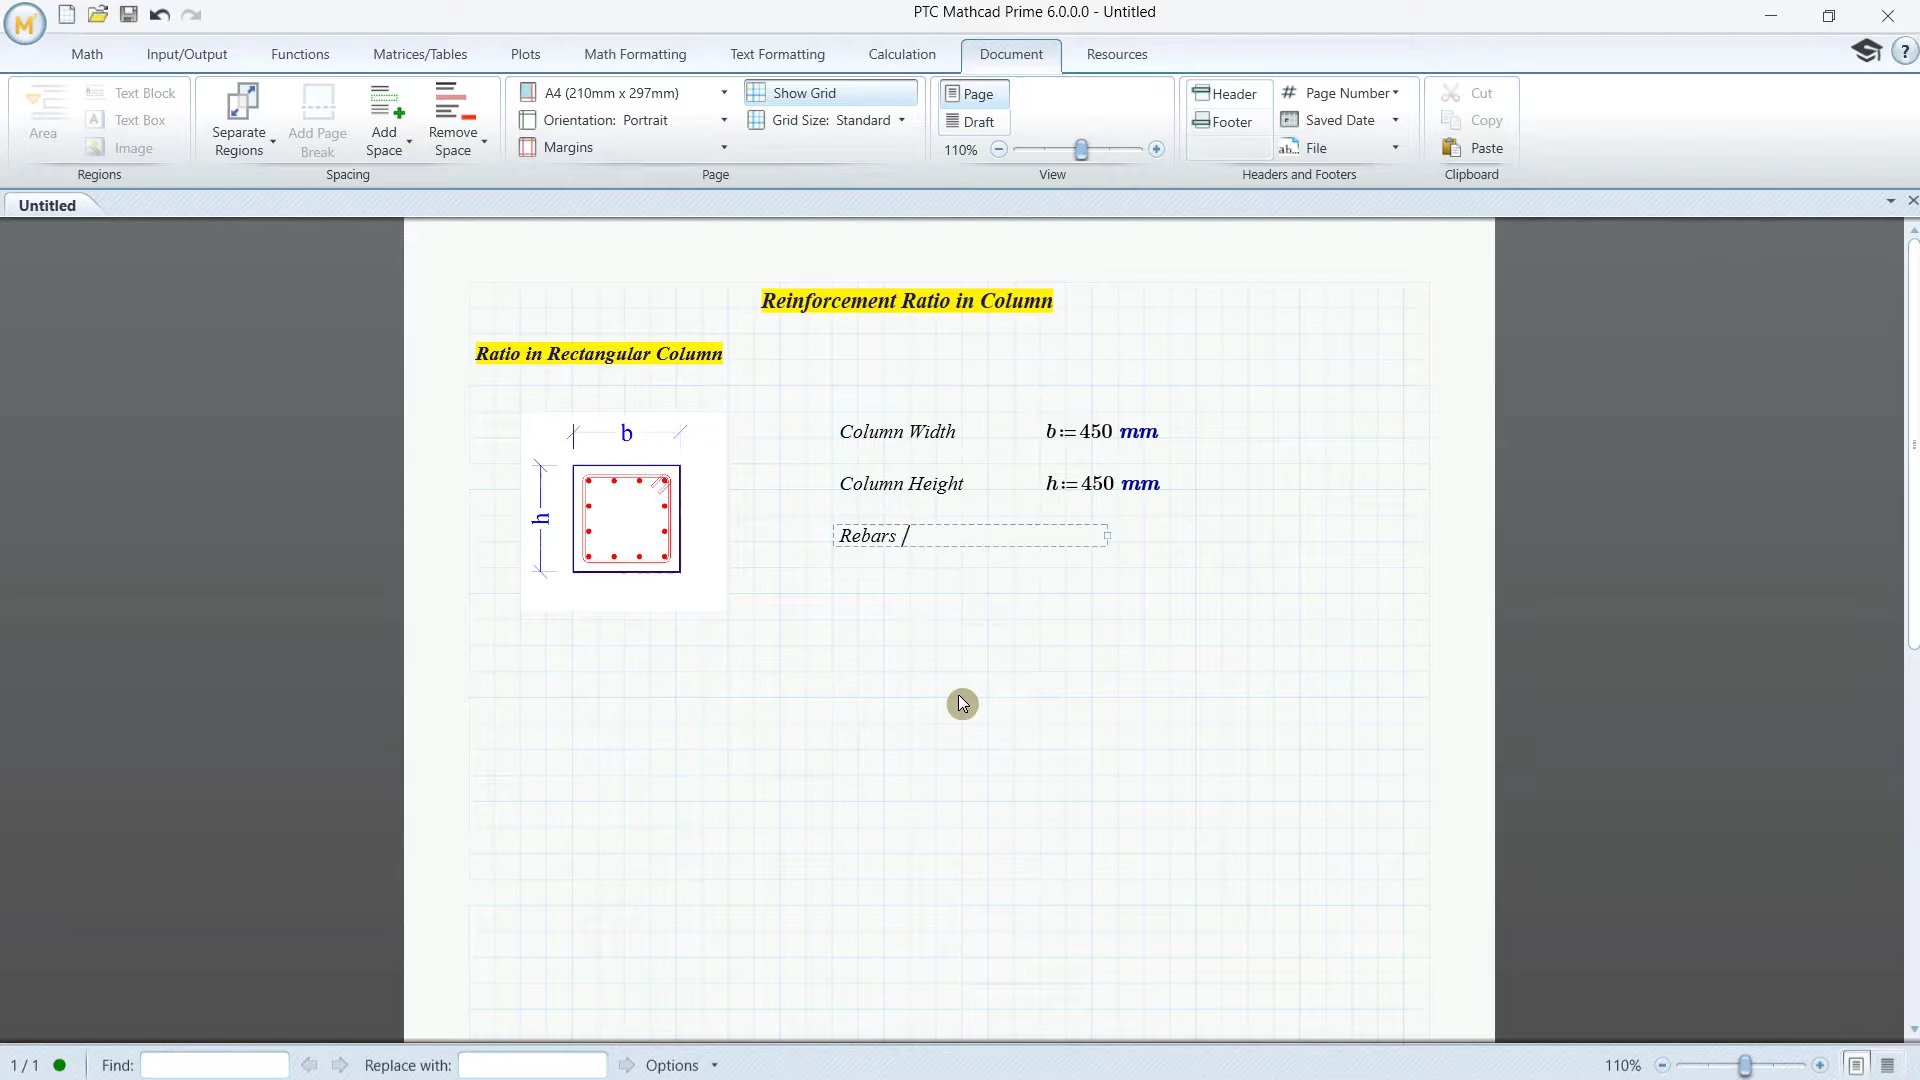 PTC Mathcad Prime 6.0.0.0 - Untitled
Math Input/Output Functions Matrices/Tables Plots Math Formatting Text Formatting Calculation Document Resources
Area
Text Block
Text Box
Image
Regions
Separate Regions
Add Page Break
Add Space
Remove Space
Spacing
A4 (210mm x 297mm)
Orientation: Portrait
Margins
Show Grid
Grid Size: Standard
Page
Page
Draft
110%
View
Header
Footer
# Page Number
Saved Date
ab.. File
Headers and Footers
Cut
Copy
Paste
Clipboard
Untitled
Reinforcement Ratio in Column
Ratio in Rectangular Column
b
h
Column Width b:=450 mm
Column Height h:=450 mm
Rebars
1 / 1 Find: Replace with: Options 110%